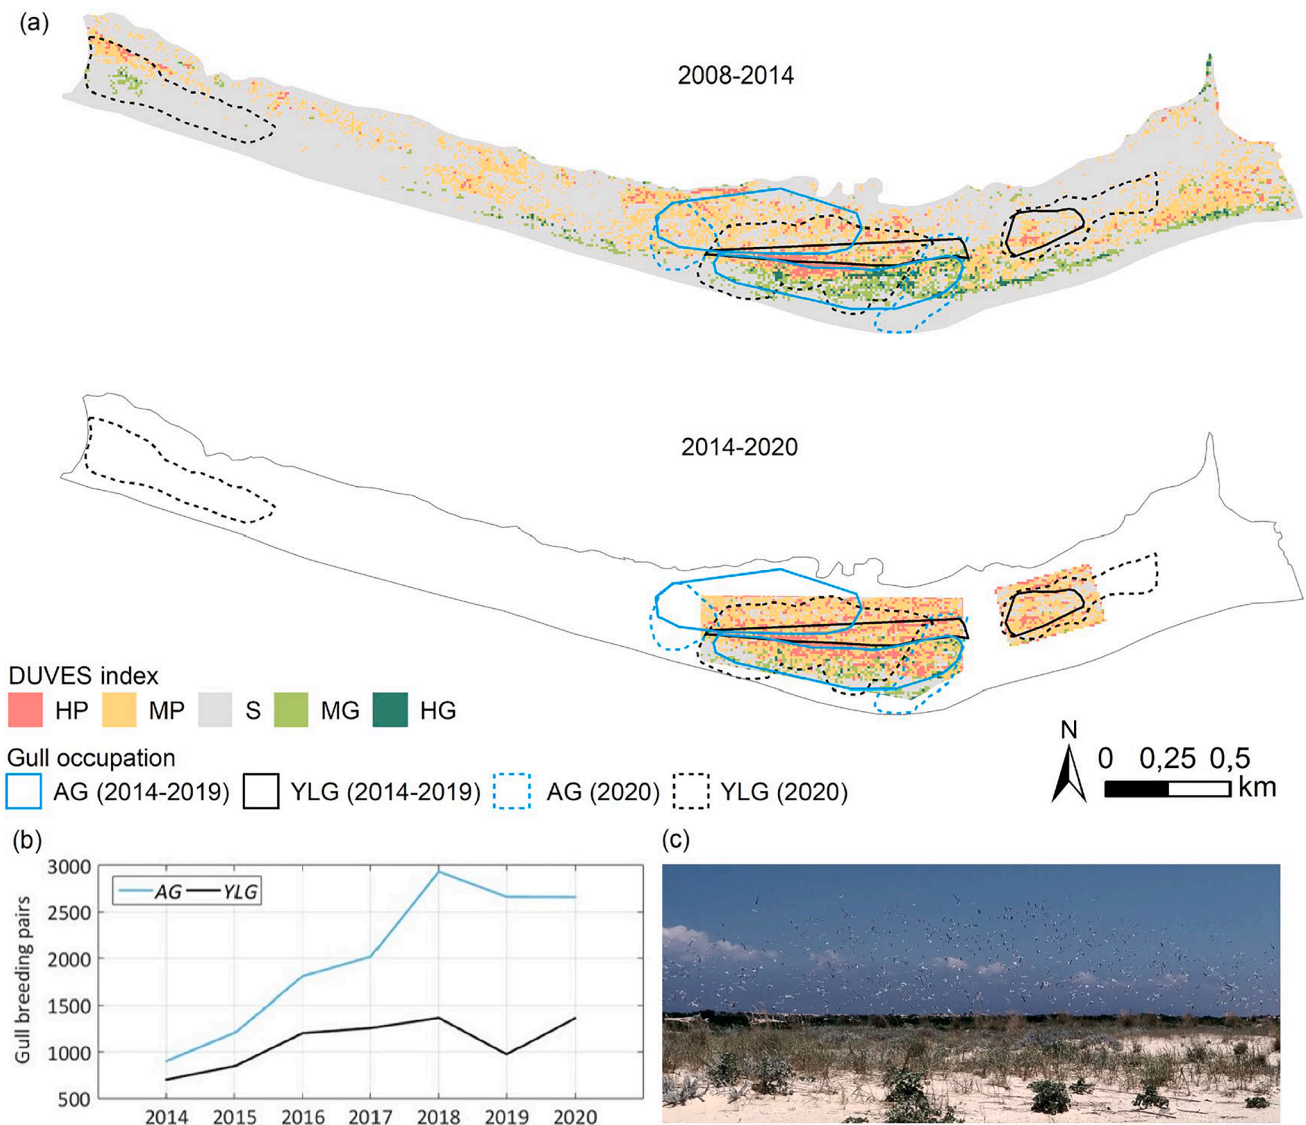 (a)
2008-2014
2014-2020
DUVES index
HP MP S MG HG
Gull occupation
AG (2014-2019) YLG (2014-2019) AG (2020) YLG (2020)
N
0 0,25 0,5
km
(b)
Gull breeding pairs
3000
2500
2000
1500
1000
500
AG YLG
2014 2015 2016 2017 2018 2019 2020
(c)